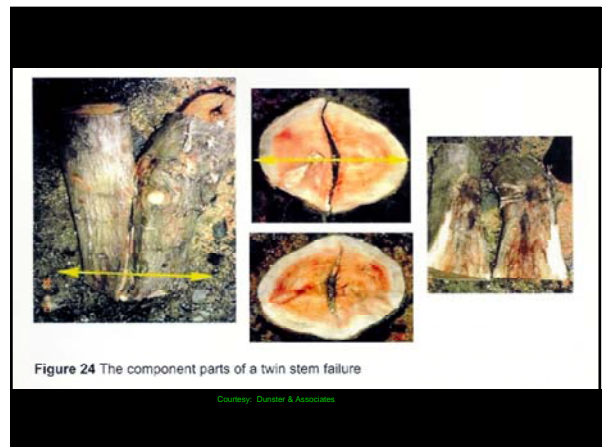 Figure 24 The component parts of a twin stem failure
Courtesy: Dunster & Associates